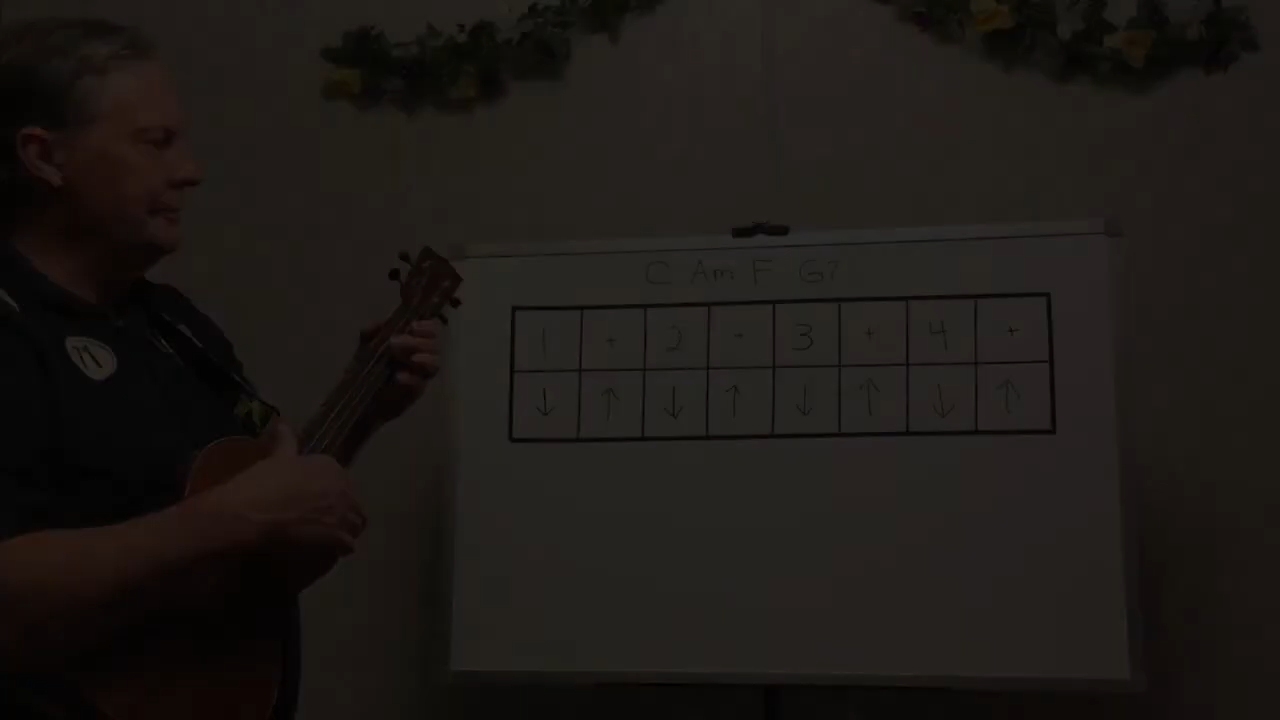 C Am F G7
1 + 2 + 3 + 4 +
↓ ↑ ↓ ↑ ↓ ↑ ↓ ↑